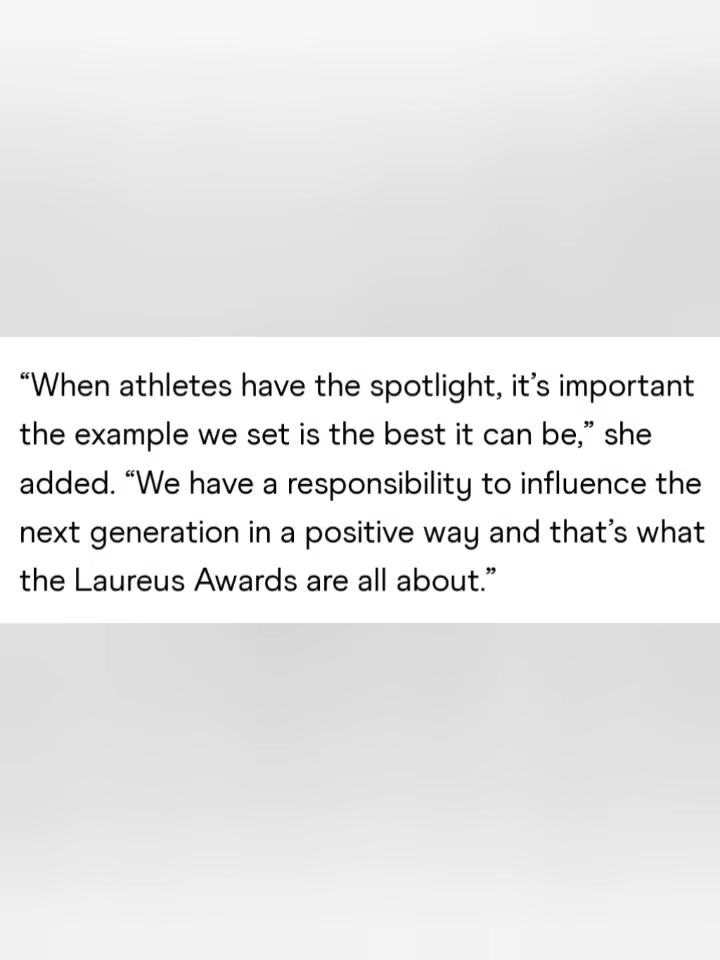 “When athletes have the spotlight, it’s important
the example we set is the best it can be,” she
added. “We have a responsibility to influence the
next generation in a positive way and that’s what
the Laureus Awards are all about.”